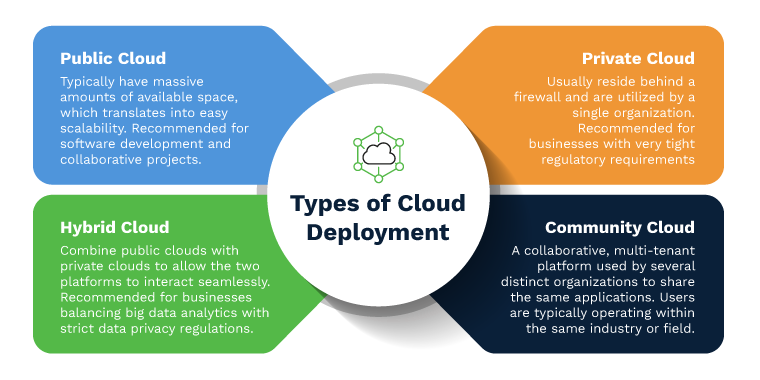 Public Cloud
Typically have massive
amounts of available space,
which translates into easy
scalability. Recommended for
software development and
collaborative projects.
Private Cloud
Usually reside behind a
firewall and are utilized by a
single organization.
Recommended for
businesses with very tight
regulatory requirements
Types of Cloud
Deployment
Hybrid Cloud
Combine public clouds with
private clouds to allow the two
platforms to interact seamlessly.
Recommended for businesses
balancing big data analytics with
strict data privacy regulations.
Community Cloud
A collaborative, multi-tenant
platform used by several
distinct organizations to share
the same applications. Users
are typically operating within
the same industry or field.